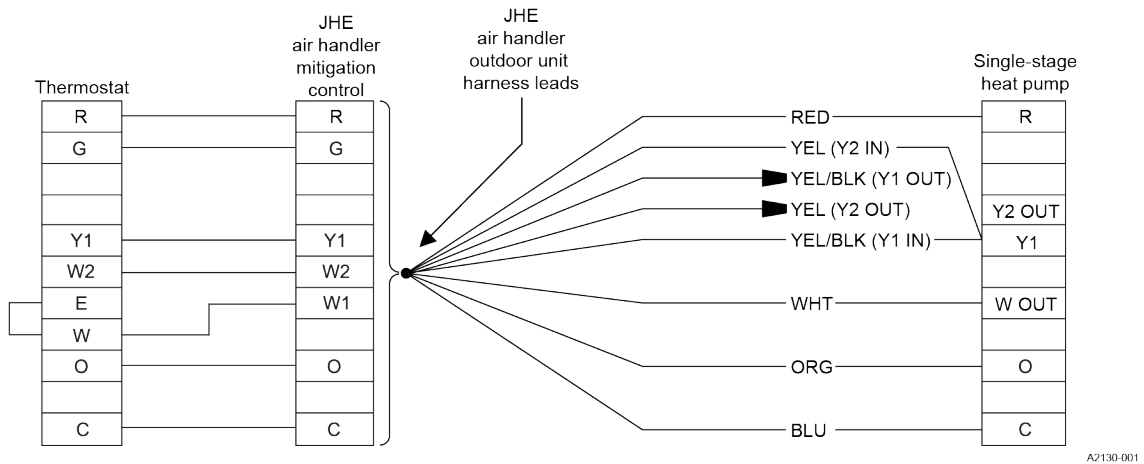 JHE
air handler
mitigation
control
JHE
air handler
outdoor unit
harness leads
Single-stage
heat pump
Thermostat
R
G
Y1
W2
E
W
O
C
R
G
Y1
W2
W1
O
C
RED
YEL (Y2 IN)
YEL/BLK (Y1 OUT)
YEL (Y2 OUT)
YEL/BLK (Y1 IN)
WHT
ORG
BLU
R
Y2 OUT
Y1
W OUT
O
C
A2130-001